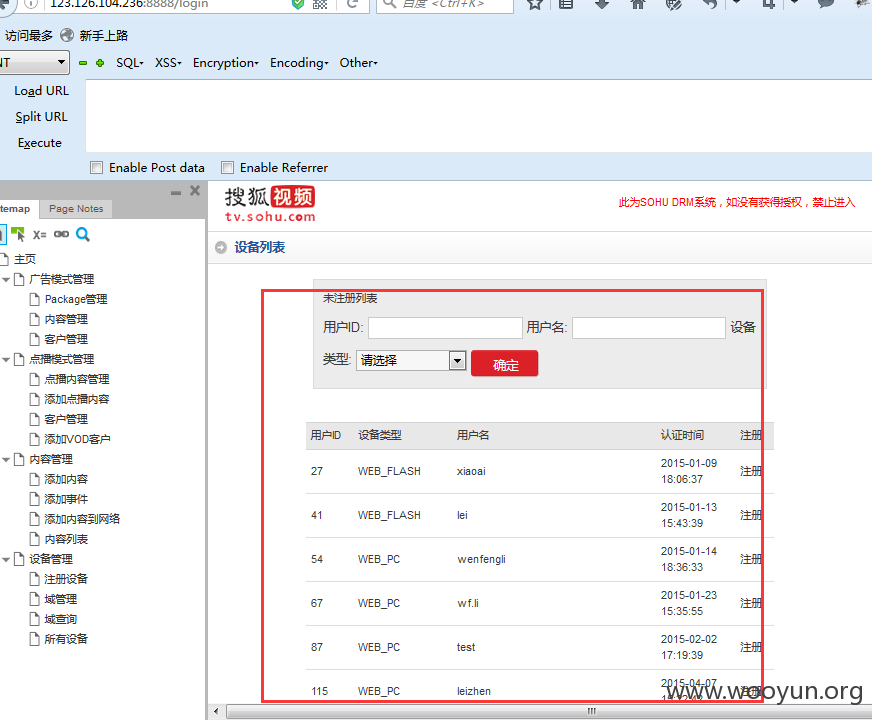 123.126.104.236:8888/login
百度 <Ctrl+K>
访问最多 新手上路
NT SQL XSS Encryption Encoding Other
Load URL
Split URL
Execute
Enable Post data Enable Referrer
temap Page Notes
X=
主页
广告模式管理
Package管理
内容管理
客户管理
点播模式管理
点播内容管理
添加点播内容
客户管理
添加VOD客户
内容管理
添加内容
添加事件
添加内容到网络
内容列表
设备管理
注册设备
域管理
域查询
所有设备
搜狐视频
tv.sohu.com
此为SOHU DRM系统，如没有获得授权，禁止进入
设备列表
未注册列表
用户ID: 用户名: 设备
类型: 请选择 确定
用户ID 设备类型 用户名 认证时间 注册
27 WEB_FLASH xiaoai 2015-01-09 18:06:37 注册
41 WEB_FLASH lei 2015-01-13 15:43:39 注册
54 WEB_PC wenfengli 2015-01-14 18:36:33 注册
67 WEB_PC wf.li 2015-01-23 15:35:55 注册
87 WEB_PC test 2015-02-02 17:19:39 注册
115 WEB_PC leizhen 2015-04-07 注册
www.wooyun.org